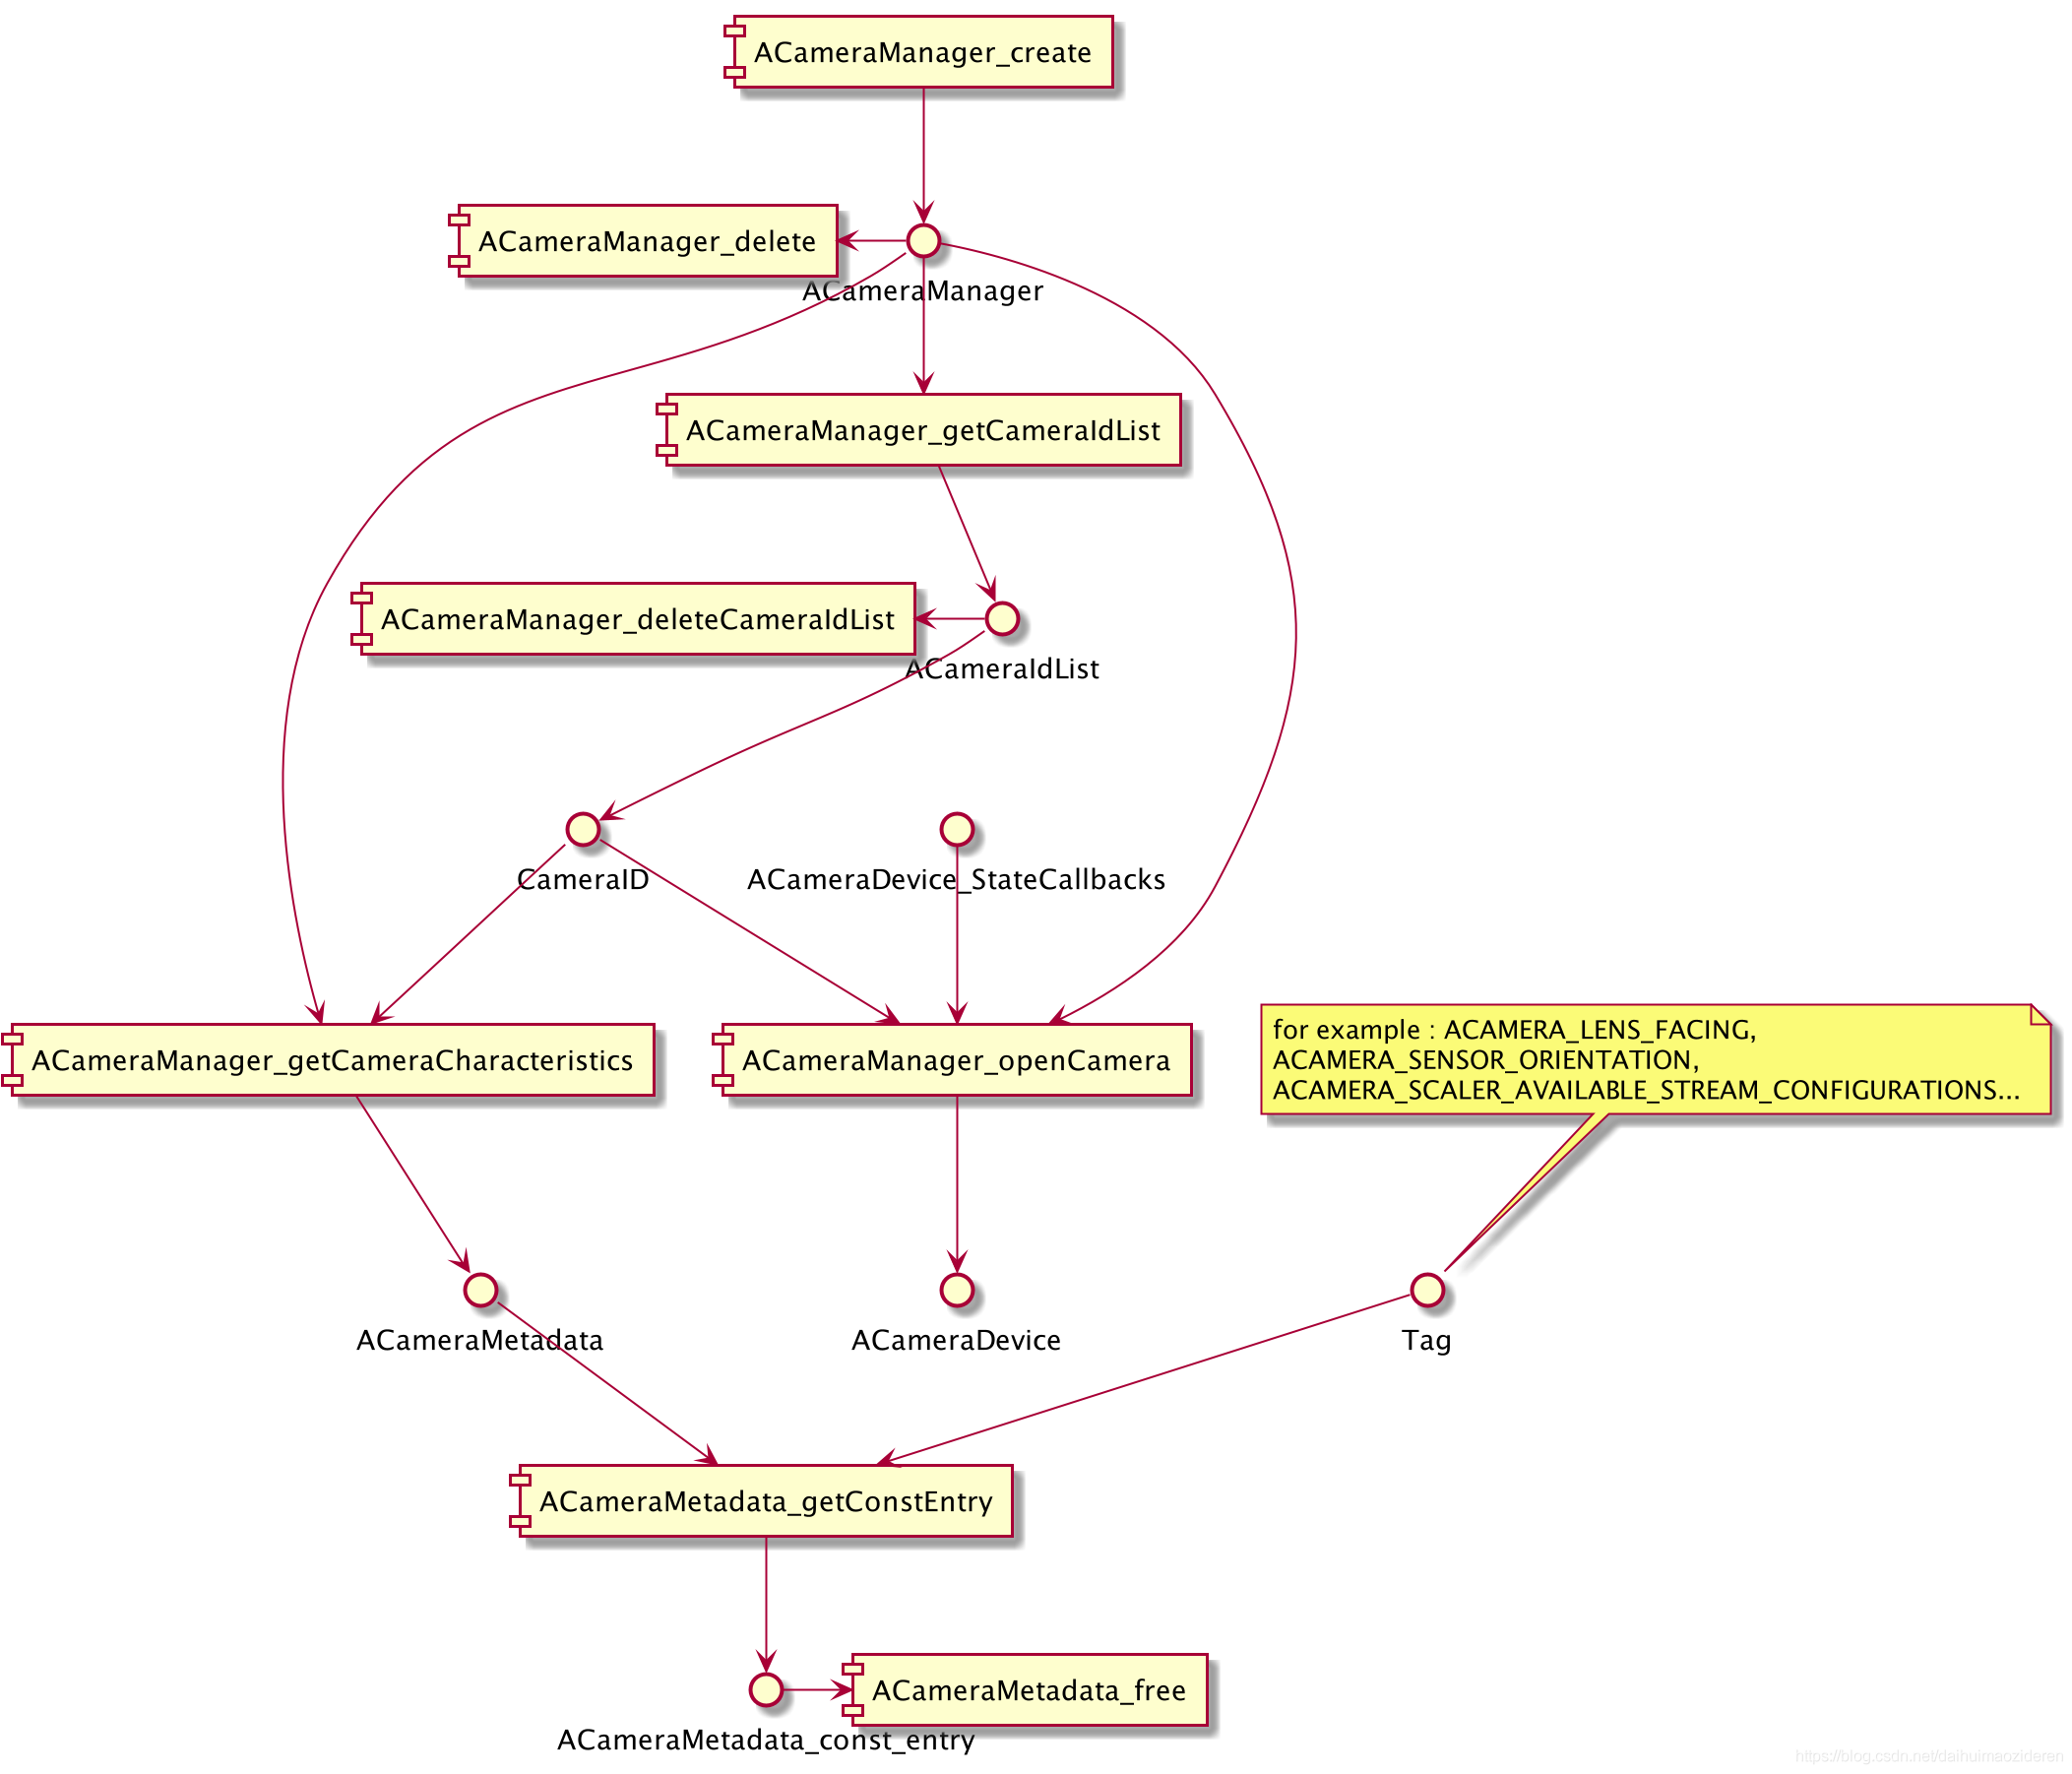 ACameraManager_create
ACameraManager_delete
ACameraManager
ACameraManager_getCameraIdList
ACameraManager_deleteCameraIdList
ACameraIdList
CameraID
ACameraDevice_StateCallbacks
ACameraManager_getCameraCharacteristics
ACameraManager_openCamera
for example : ACAMERA_LENS_FACING,
ACAMERA_SENSOR_ORIENTATION,
ACAMERA_SCALER_AVAILABLE_STREAM_CONFIGURATIONS...
ACameraMetadata
ACameraDevice
Tag
ACameraMetadata_getConstEntry
ACameraMetadata_free
ACameraMetadata_const_entry
https://blog.csdn.net/daihuimaozideren